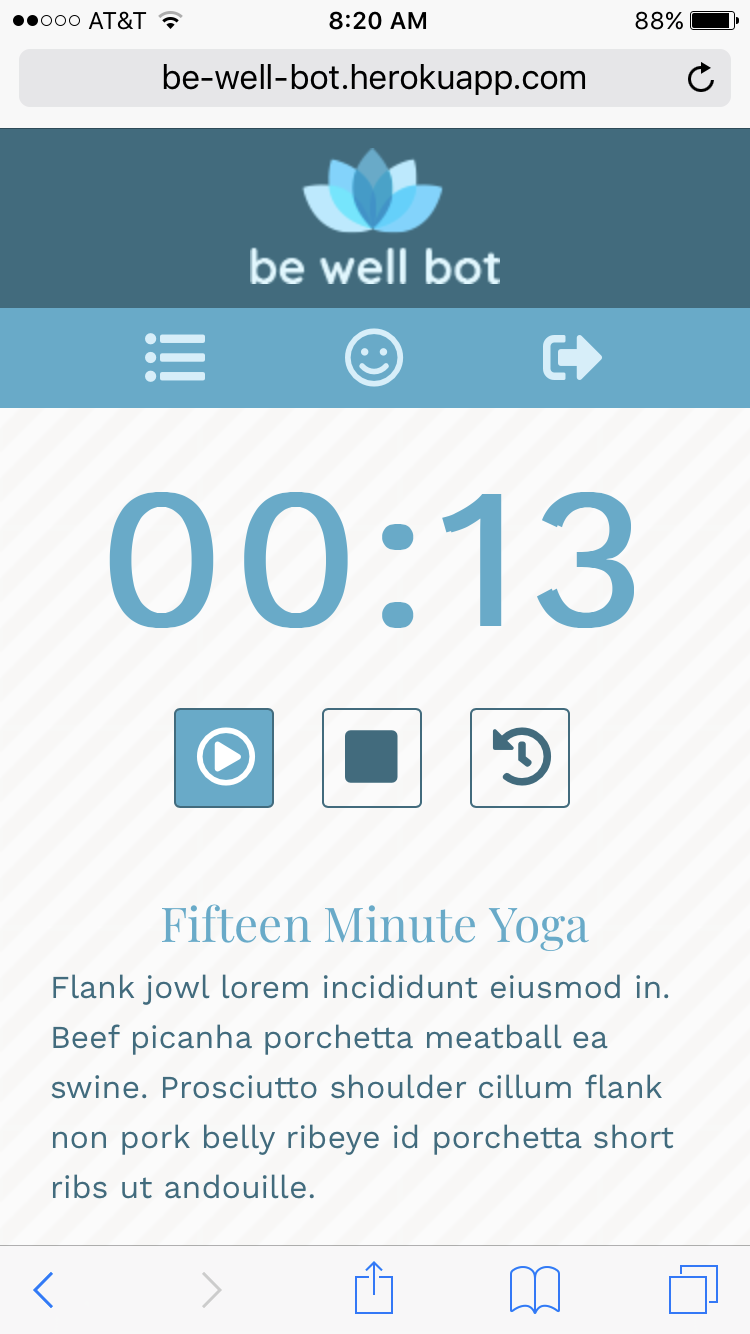 AT&T 8:20 AM 88%
be-well-bot.herokuapp.com
be well bot
00:13
Fifteen Minute Yoga
Flank jowl lorem incididunt eiusmod in.
Beef picanha porchetta meatball ea
swine. Prosciutto shoulder cillum flank
non pork belly ribeye id porchetta short
ribs ut andouille.